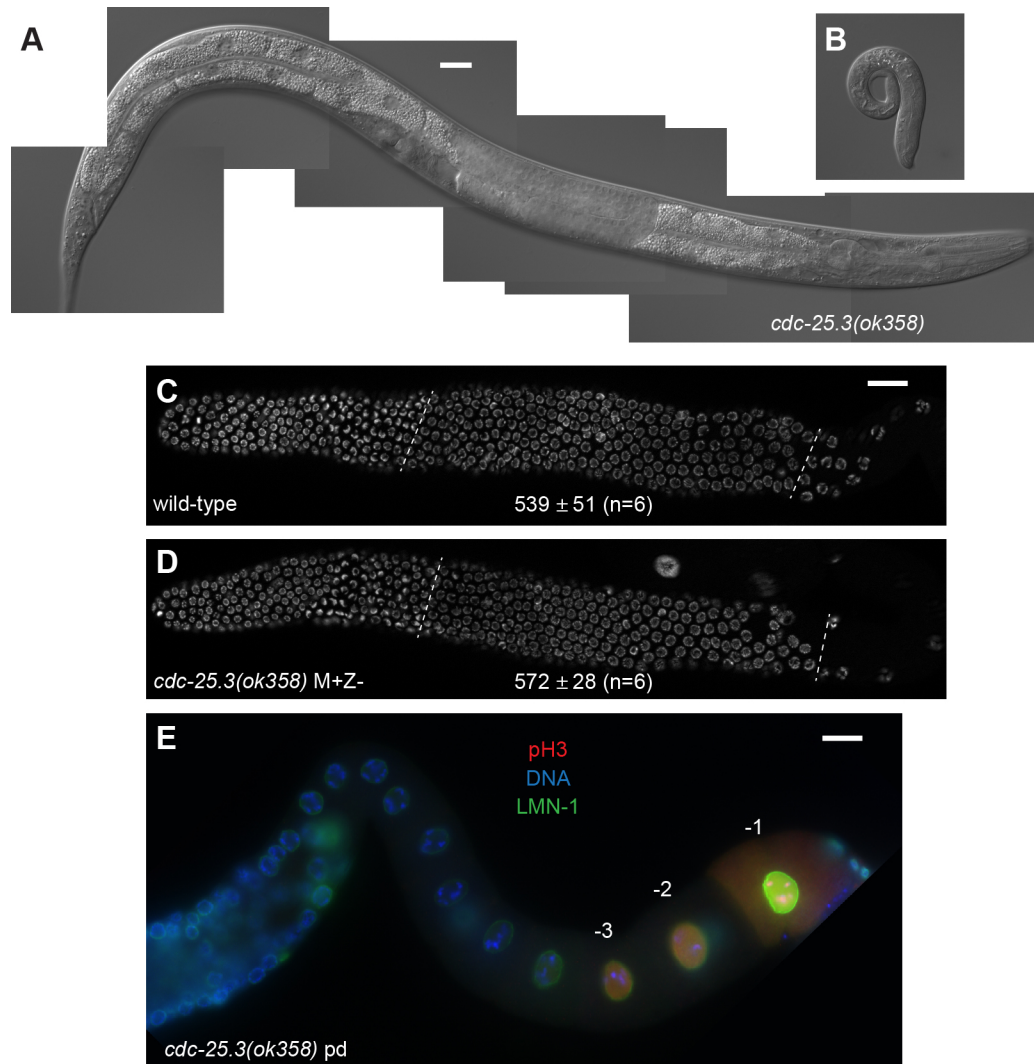 A
B
cdc-25.3(ok358)
C
wild-type
539 ± 51 (n=6)
D
cdc-25.3(ok358) M+Z-
572 ± 28 (n=6)
E
pH3
DNA
LMN-1
-1
-2
-3
cdc-25.3(ok358) pd